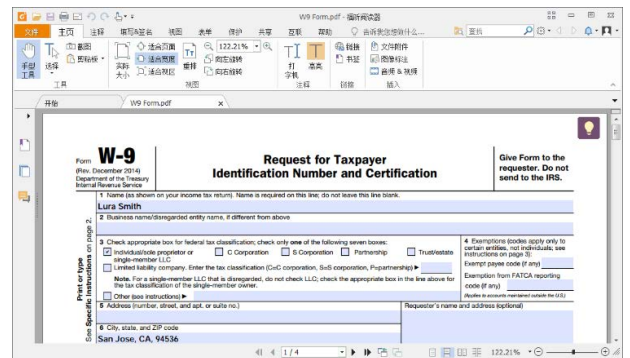 W9 Form.pdf - 福昕阅读器
文件 主页 注释 填写&签名 视图 表单 保护 共享 互联 帮助 告诉我您想做什么... 查找
手型工具 选择 截图 剪贴板 实际大小 适合页面 适合宽度 适合视区 重排 122.21% 向左旋转 向右旋转 打字机 高亮 链接 书签 文件附件 图像标注 音频 & 视频
工具 视图 注释 链接 插入
开始 W9 Form.pdf
Form W-9
(Rev. December 2014)
Department of the Treasury
Internal Revenue Service
Request for Taxpayer
Identification Number and Certification
Give Form to the
requester. Do not
send to the IRS.
Print or type
See Specific Instructions on page 2.
1 Name (as shown on your income tax return). Name is required on this line; do not leave this line blank.
Lura Smith
2 Business name/disregarded entity name, if different from above
3 Check appropriate box for federal tax classification; check only one of the following seven boxes:
Individual/sole proprietor or C Corporation S Corporation Partnership Trust/estate
single-member LLC
Limited liability company. Enter the tax classification (C=C corporation, S=S corporation, P=partnership) ▶
Note. For a single-member LLC that is disregarded, do not check LLC; check the appropriate box in the line above for
the tax classification of the single-member owner.
Other (see instructions) ▶
4 Exemptions (codes apply only to
certain entities, not individuals; see
instructions on page 3):
Exempt payee code (if any)
Exemption from FATCA reporting
code (if any)
(Applies to accounts maintained outside the U.S.)
5 Address (number, street, and apt. or suite no.)
Requester's name and address (optional)
6 City, state, and ZIP code
San Jose, CA, 94536
1 / 4 122.21%